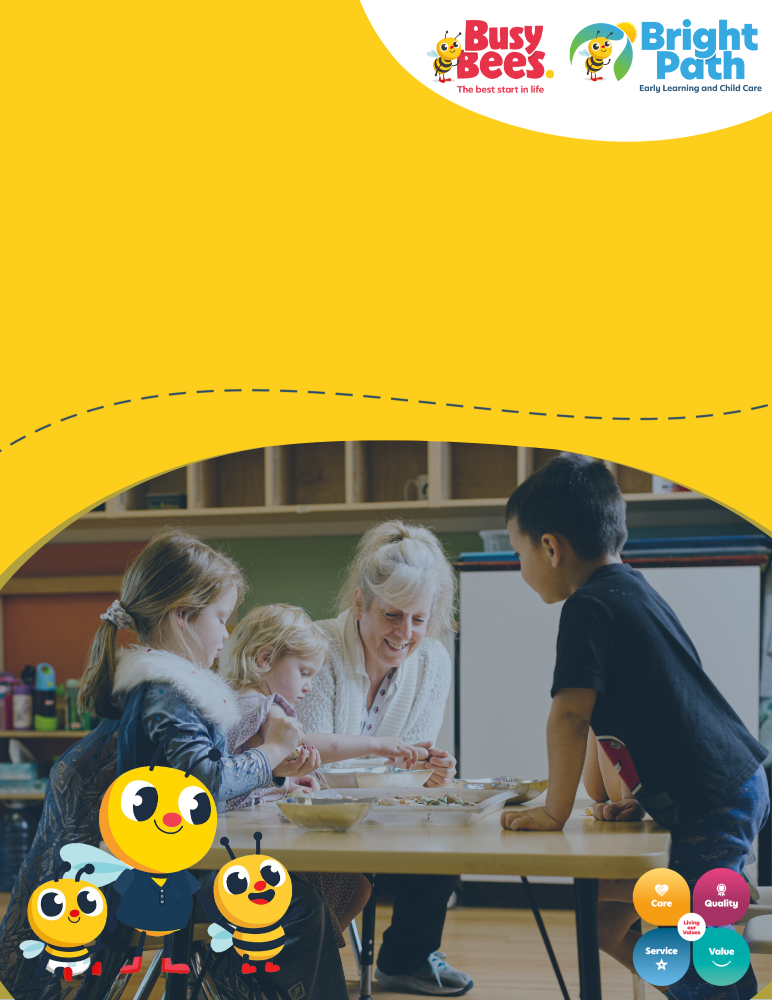 Busy
Bees.
The best start in life
Bright
Path
Early Learning and Child Care
Care
Quality
Living
our
Values
Service
Value